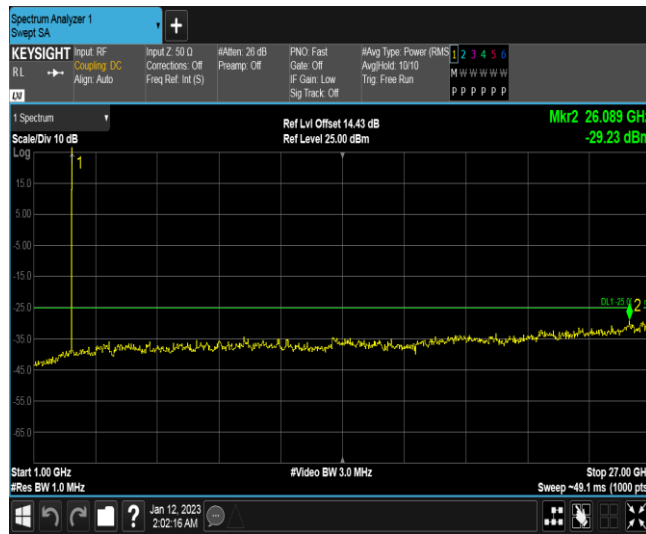 Spectrum Analyzer 1
Swept SA
+
KEYSIGHT
RL
LXI
Input: RF
Coupling: DC
Align: Auto
Input Z: 50 Ω
Corrections: Off
Freq Ref: Int (S)
#Atten: 26 dB
Preamp: Off
PNO: Fast
Gate: Off
IF Gain: Low
Sig Track: Off
#Avg Type: Power (RMS
Avg|Hold: 10/10
Trig: Free Run
1 2 3 4 5 6
M W W W W W
P P P P P P
1 Spectrum
Scale/Div 10 dB
Log
Ref Lvl Offset 14.43 dB
Ref Level 25.00 dBm
Mkr2 26.089 GHz
-29.23 dBm
1
15.0
5.00
-5.00
-15.0
-25.0
DL1 -25.0
2
-35.0
-45.0
-55.0
-65.0
Start 1.00 GHz
#Video BW 3.0 MHz
Stop 27.00 GHz
#Res BW 1.0 MHz
Sweep ~49.1 ms (1000 pts
?
Jan 12, 2023
2:02:16 AM